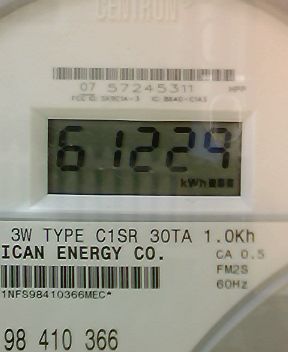 CENTRON
07 57245311
61229
kWh
3W TYPE C1SR 30TA 1.0Kh
ICAN ENERGY CO.
CA 0.5
FM2S
60Hz
1NFS98410366MEC*
98 410 366